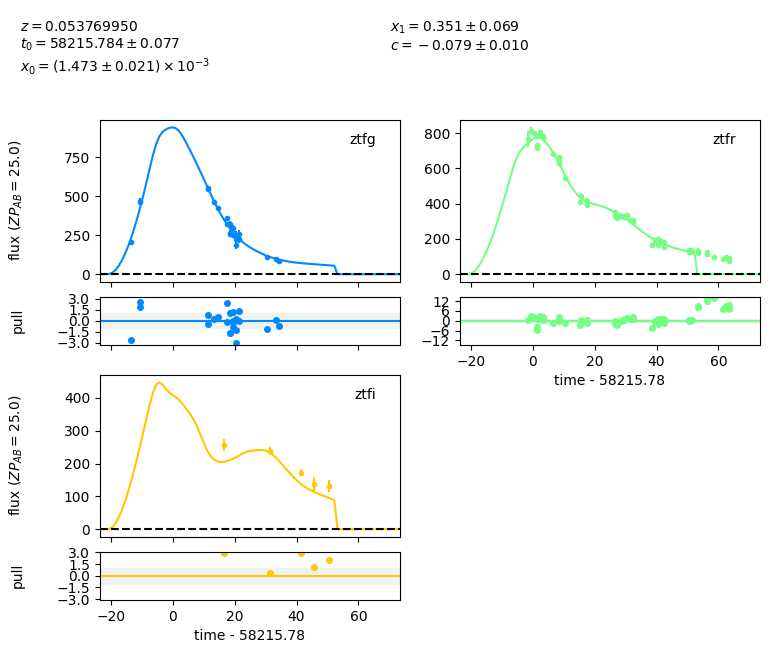 z = 0.053769950
t₀ = 58215.784 ± 0.077
x₀ = (1.473 ± 0.021) × 10⁻³
x₁ = 0.351 ± 0.069
c = −0.079 ± 0.010
flux (ZP_AB = 25.0)
750
500
250
0
ztfg
800
600
400
200
0
ztfr
pull
3.0
1.5
0.0
−1.5
−3.0
12
6
0
−6
−12
−20 0 20 40 60
time - 58215.78
flux (ZP_AB = 25.0)
400
300
200
100
0
ztfi
pull
3.0
1.5
0.0
−1.5
−3.0
−20 0 20 40 60
time - 58215.78